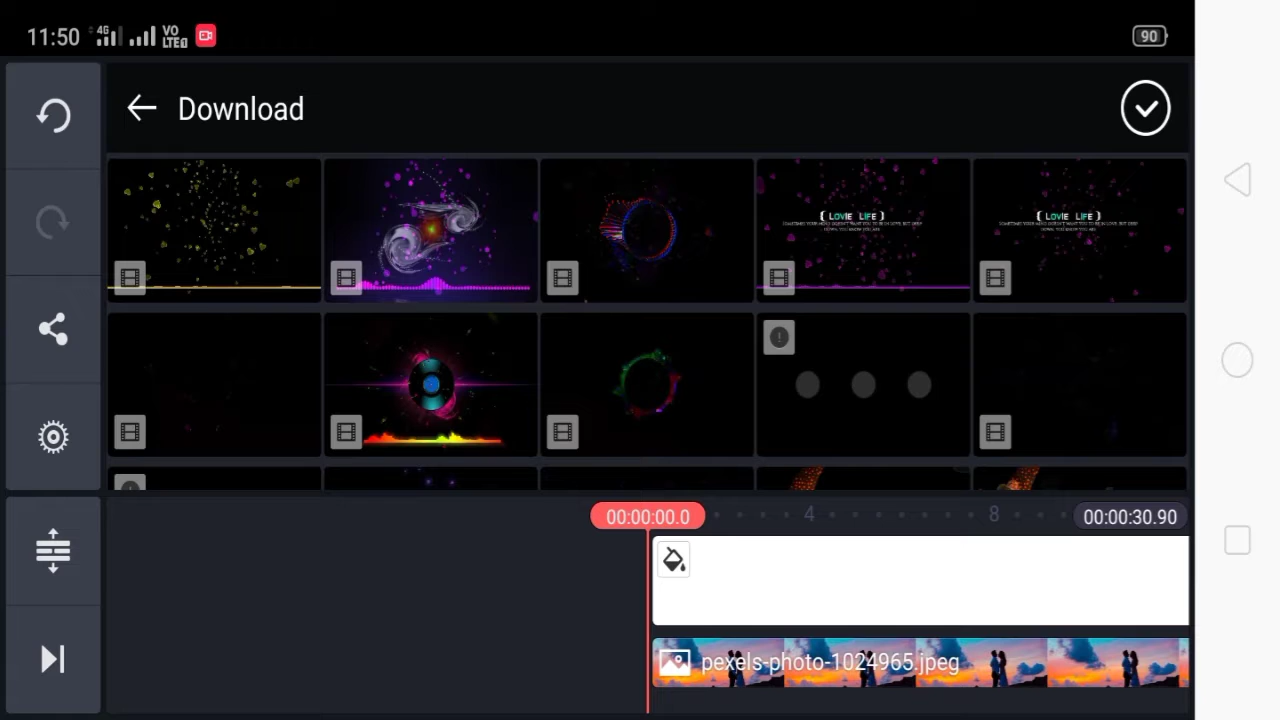 11:50 4G VO LTE1 90
Download
{ LOVIE LIFE }
{ LOVIE LIFE }
00:00:00.0 4 8 00:00:30.90
pexels-photo-1024965.jpeg